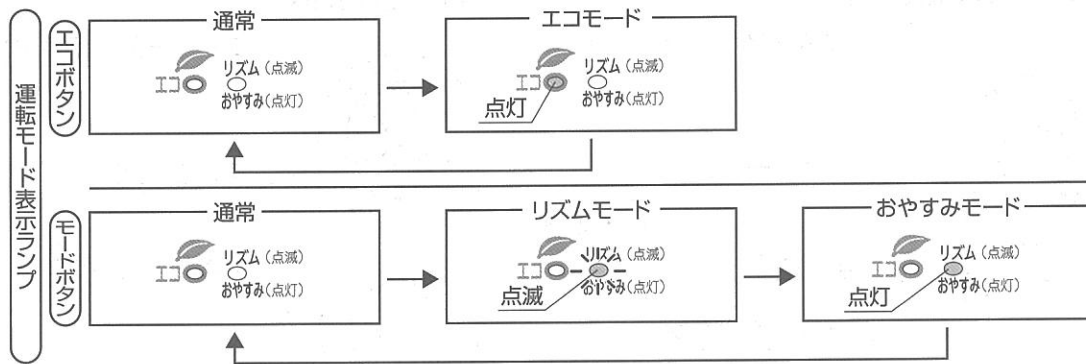 運転モード表示ランプ
エコボタン
通常
エコ
リズム(点滅)
おやすみ(点灯)
エコモード
エコ
リズム(点滅)
おやすみ(点灯)
点灯
モードボタン
通常
エコ
リズム(点滅)
おやすみ(点灯)
リズムモード
エコ
リズム(点滅)
おやすみ(点灯)
点滅
おやすみモード
エコ
リズム(点滅)
おやすみ(点灯)
点灯